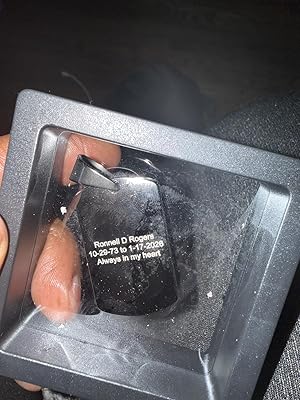 Ronnell D Rogers
10-29-73 to 1-17-2026
Always in my heart